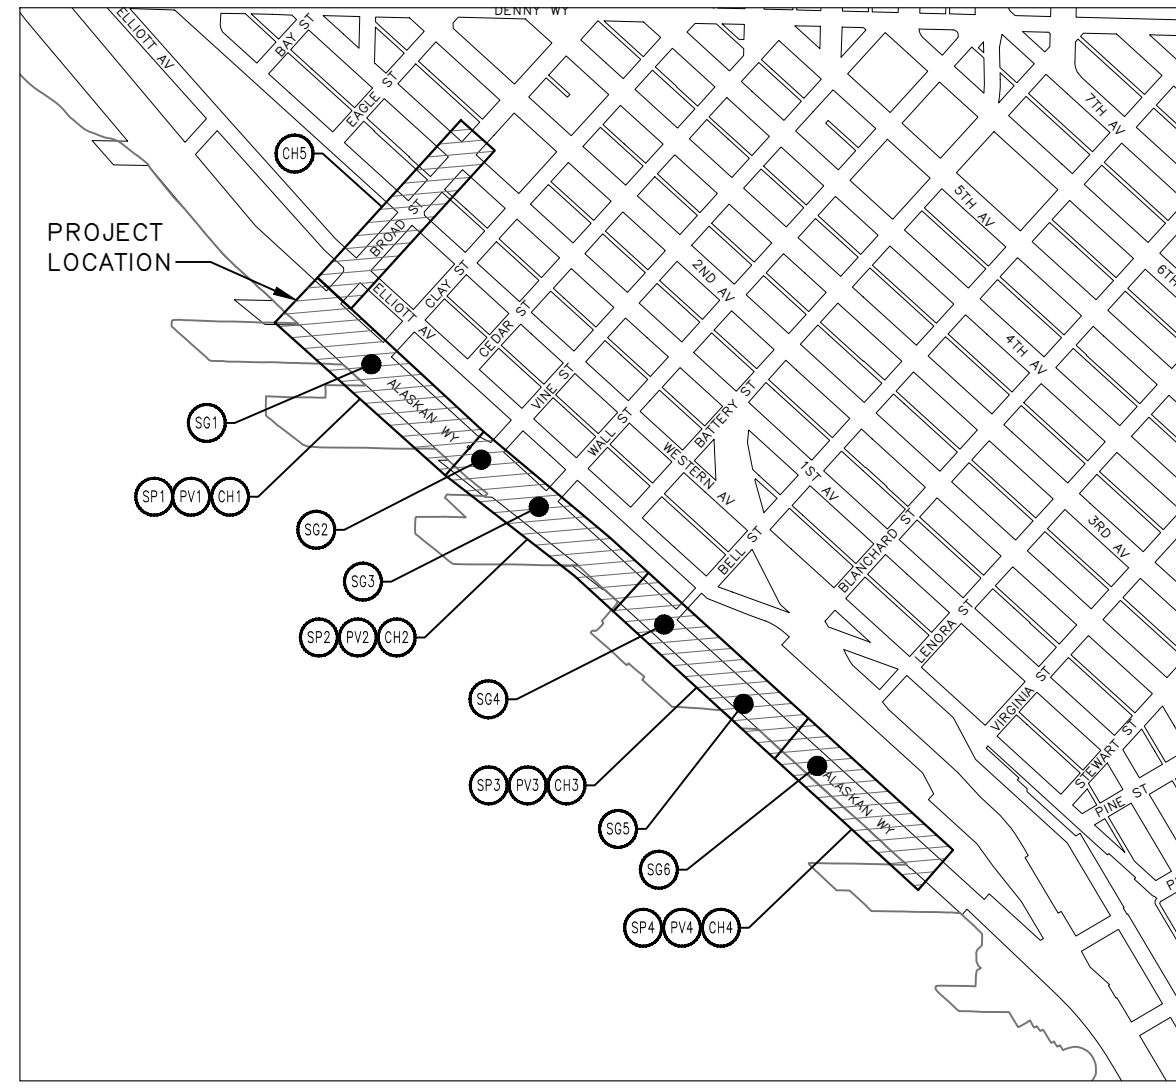 DENNY WY
ELLIOTT AV
BAY ST
EAGLE ST
7TH AV
CH5
5TH AV
BROAD ST
PROJECT
LOCATION
2ND AV
6TH
CLAY ST
ELLIOTT AV
CEDAR ST
4TH AV
VINE ST
ALASKAN WY
BATTERY ST
WALL ST
SG1
WESTERN AV
1ST AV
SP1 PV1 CH1
SG2
3RD AV
BLANCHARD ST
BELL ST
SG3
SP2 PV2 CH2
LENORA ST
SG4
VIRGINIA ST
STEWART ST
SP3 PV3 CH3
PINE ST
ALASKAN WY
SG5
SG6
P
SP4 PV4 CH4